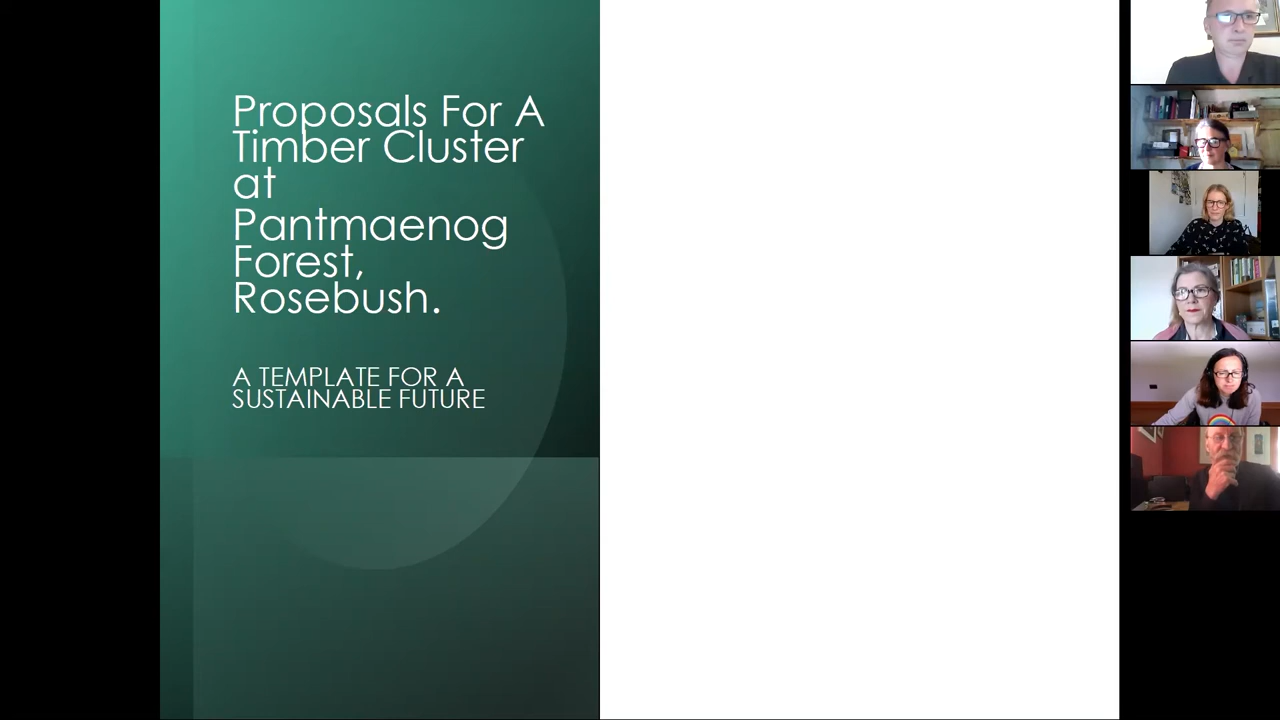 Proposals For A
Timber Cluster
at
Pantmaenog
Forest,
Rosebush.
A TEMPLATE FOR A
SUSTAINABLE FUTURE